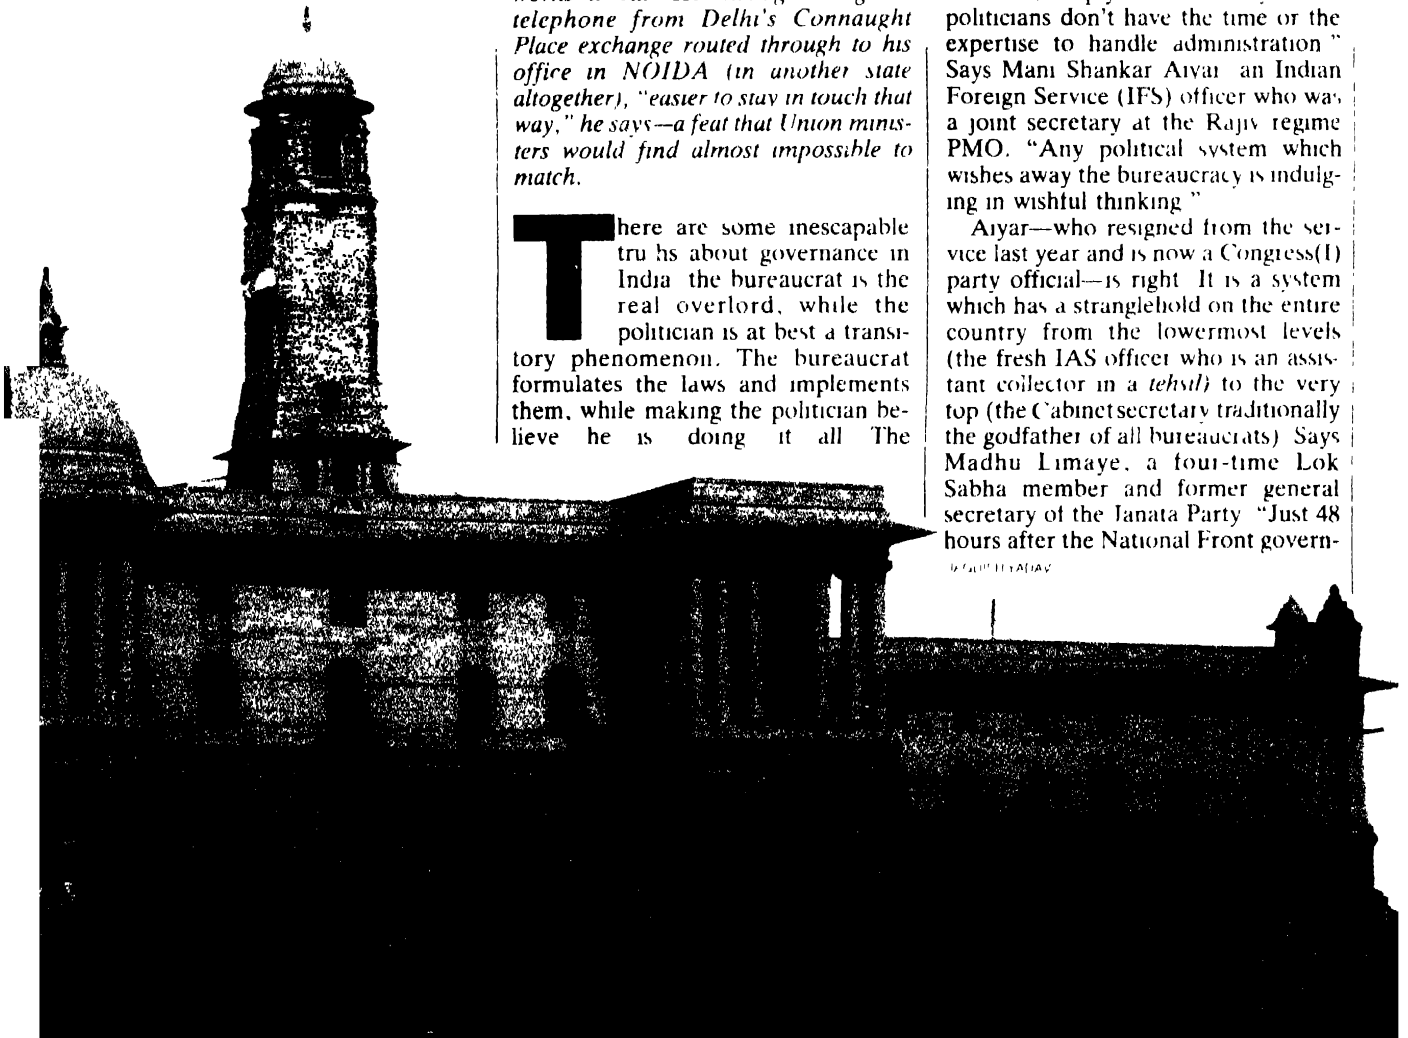 telephone from Delhi's Connaught
Place exchange routed through to his
office in NOIDA (in another state
altogether), "easier to stay in touch that
way," he says—a feat that Union minis-
ters would find almost impossible to
match.
There are some inescapable
tru hs about governance in
India the bureaucrat is the
real overlord, while the
politician is at best a transi-
tory phenomenon. The bureaucrat
formulates the laws and implements
them, while making the politician be-
lieve he is doing it all The
politicians don't have the time or the
expertise to handle administration "
Says Mani Shankar Aiyar an Indian
Foreign Service (IFS) officer who was
a joint secretary at the Rajiv regime
PMO. "Any political system which
wishes away the bureaucracy is indulg-
ing in wishful thinking "
Aiyar—who resigned from the ser-
vice last year and is now a Congress(I)
party official—is right It is a system
which has a stranglehold on the entire
country from the lowermost levels
(the fresh IAS officer who is an assis-
tant collector in a tehsil) to the very
top (the Cabinet secretary traditionally
the godfather of all bureaucrats) Says
Madhu Limaye, a four-time Lok
Sabha member and former general
secretary of the Janata Party "Just 48
hours after the National Front govern-